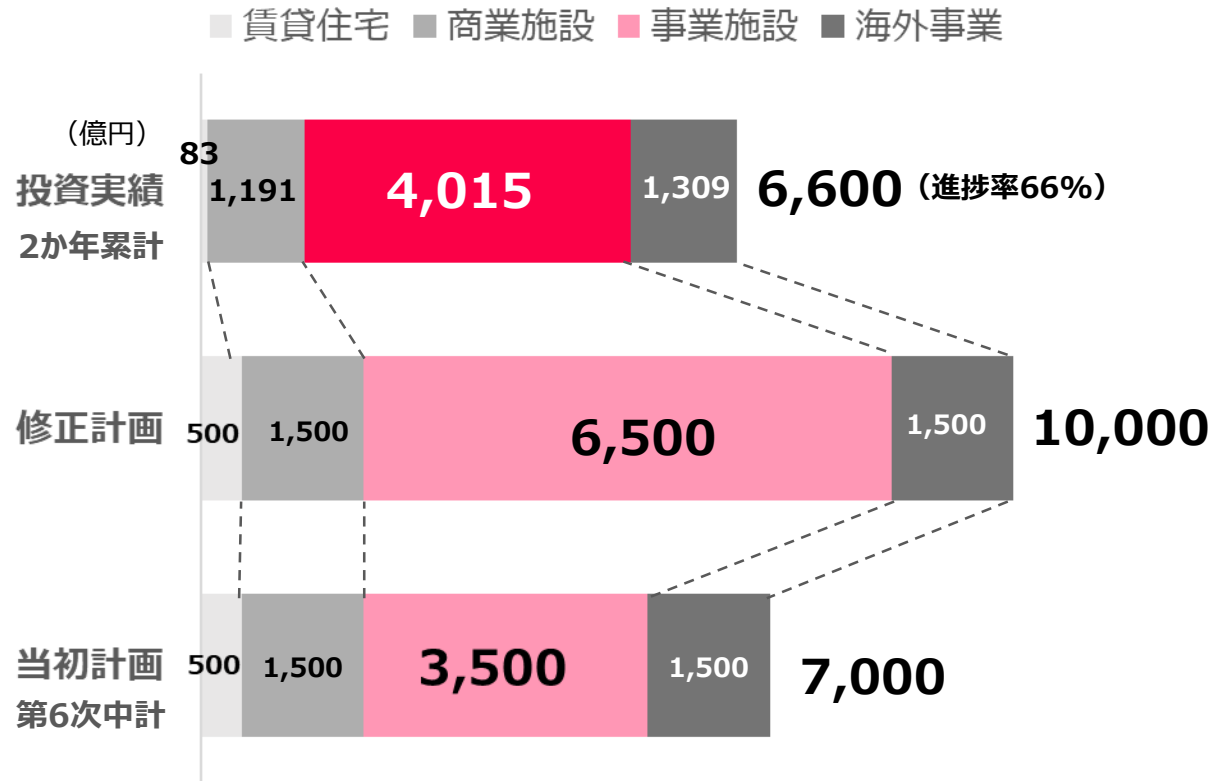 賃貸住宅 商業施設 事業施設 海外事業
（億円）
投資実績
2か年累計
83
1,191
4,015
1,309
6,600（進捗率66%）
修正計画
500
1,500
6,500
1,500
10,000
当初計画
第6次中計
500
1,500
3,500
1,500
7,000